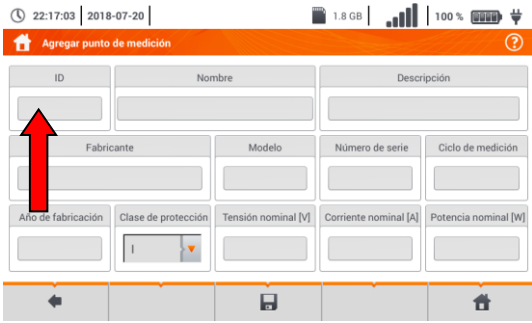 22:17:03 2018-07-20 1.8 GB 100 %
Agregar punto de medición ?
ID Nombre Descripción
Fabricante Modelo Número de serie Ciclo de medición
Año de fabricación Clase de protección Tensión nominal [V] Corriente nominal [A] Potencia nominal [W]
I